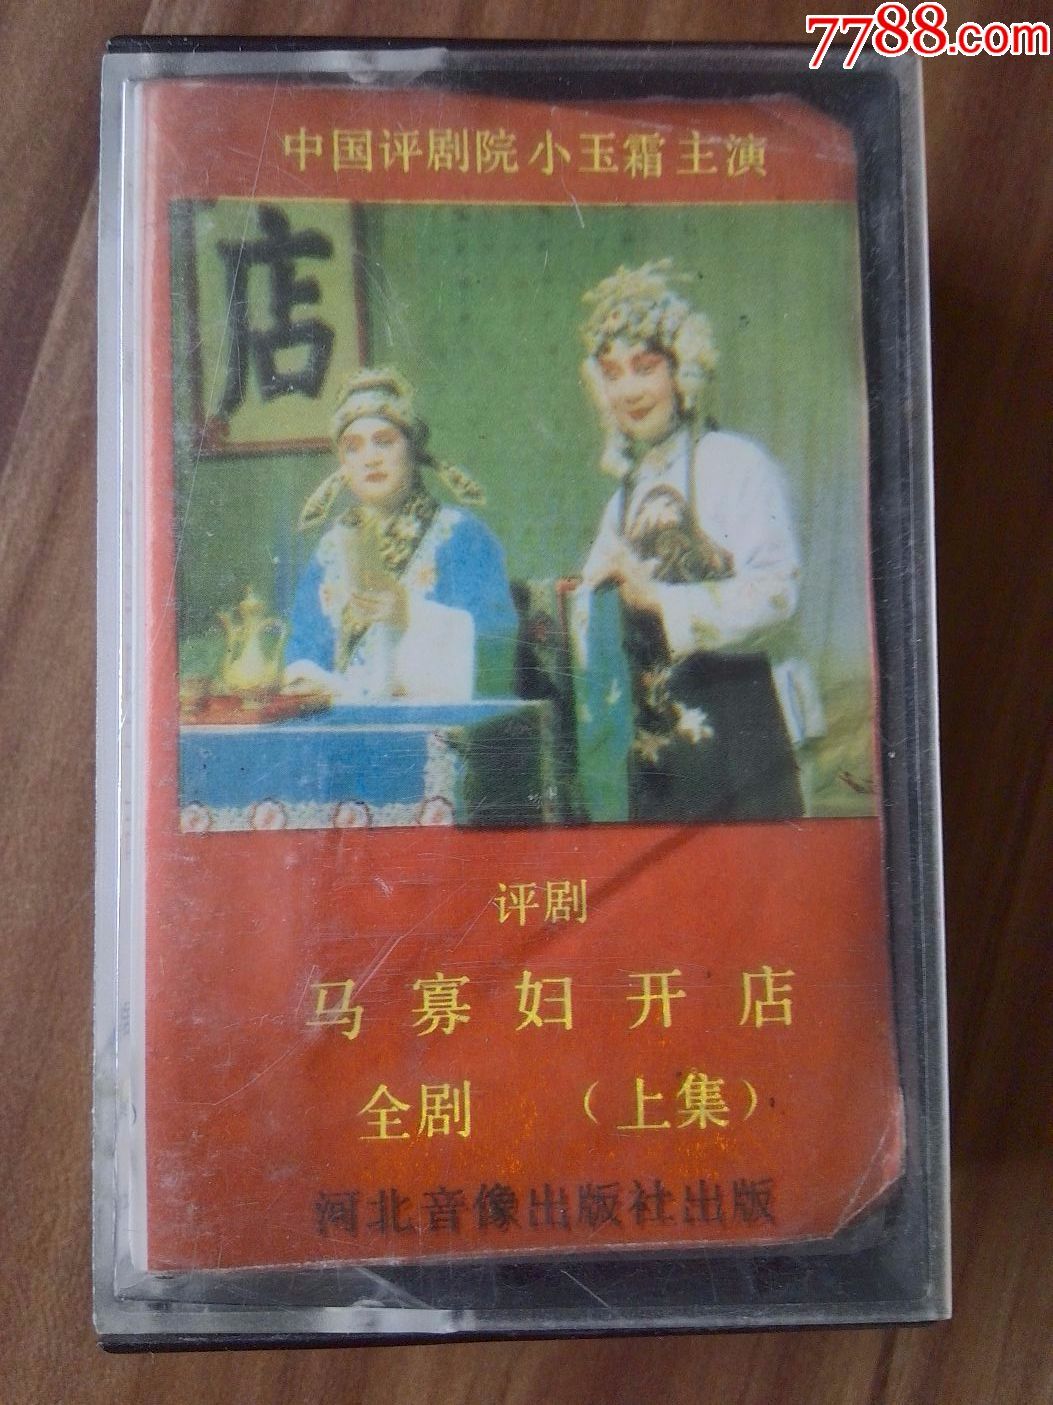 7788.com
中国评剧院小玉霜主演
店
评剧
马寡妇开店
全剧 （上集）
河北音像出版社出版